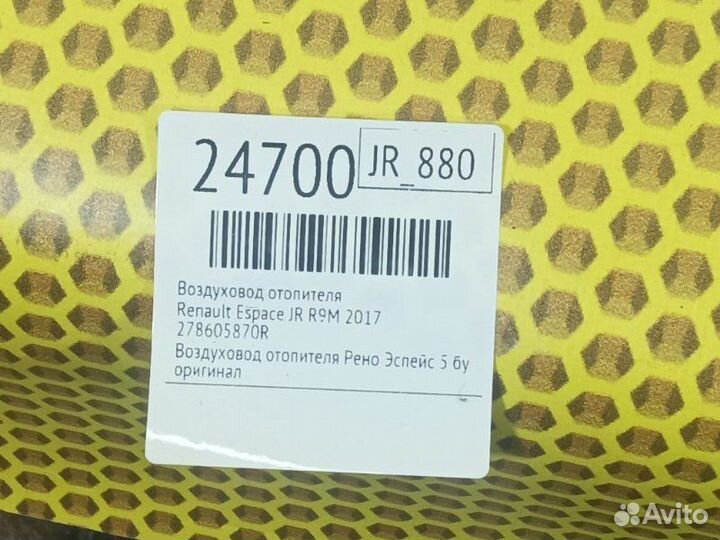 24700
JR_880
Воздуховод отопителя
Renault Espace JR R9M 2017
278605870R
Воздуховод отопителя Рено Эспейс 5 бу
оригинал
Avito